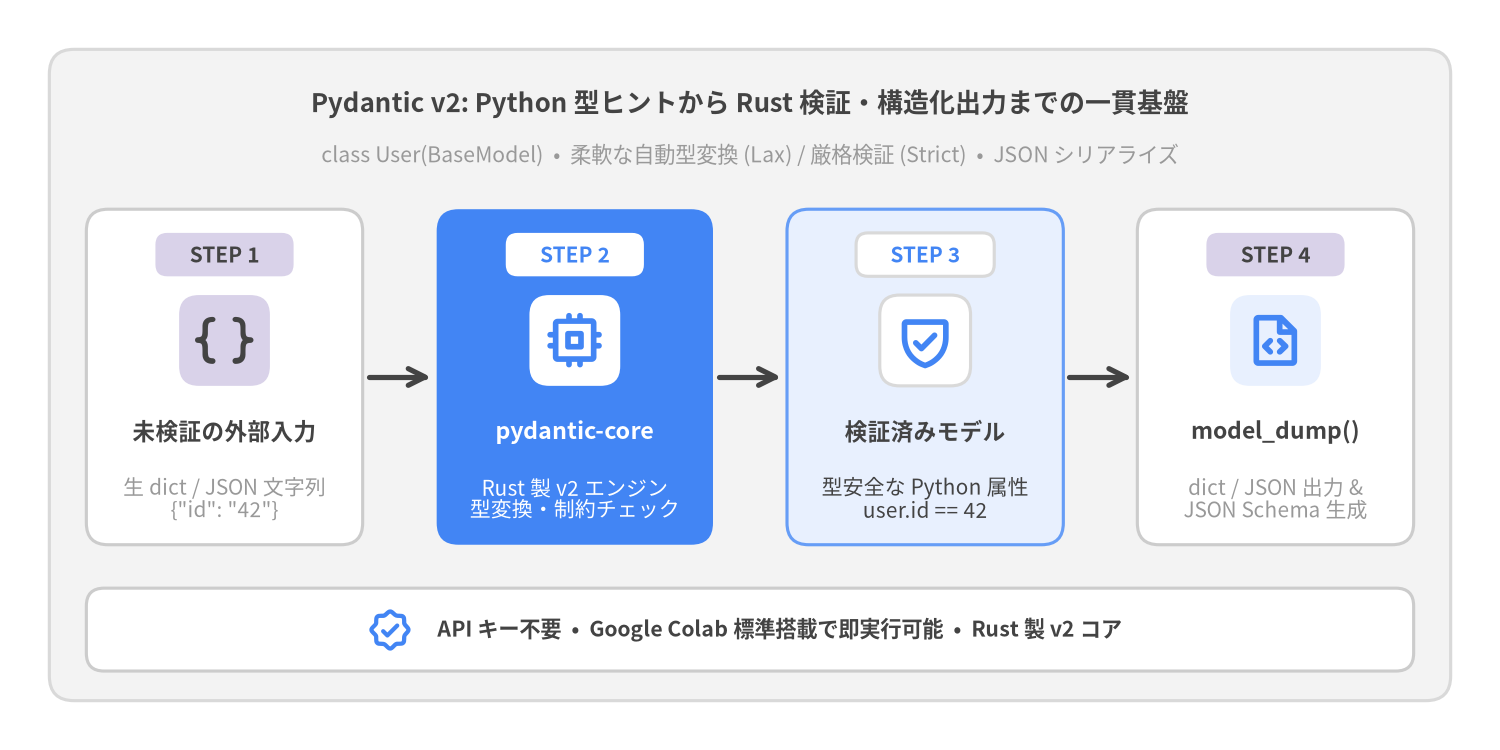 Pydantic v2: Python 型ヒントから Rust 検証・構造化出力までの一貫基盤
class User(BaseModel) • 柔軟な自動型変換 (Lax) / 厳格検証 (Strict) • JSON シリアライズ
STEP 1
{ }
未検証の外部入力
生 dict / JSON 文字列
{"id": "42"}
STEP 2
pydantic-core
Rust 製 v2 エンジン
型変換・制約チェック
STEP 3
検証済みモデル
型安全な Python 属性
user.id == 42
STEP 4
model_dump()
dict / JSON 出力 &
JSON Schema 生成
API キー不要 • Google Colab 標準搭載で即実行可能 • Rust 製 v2 コア